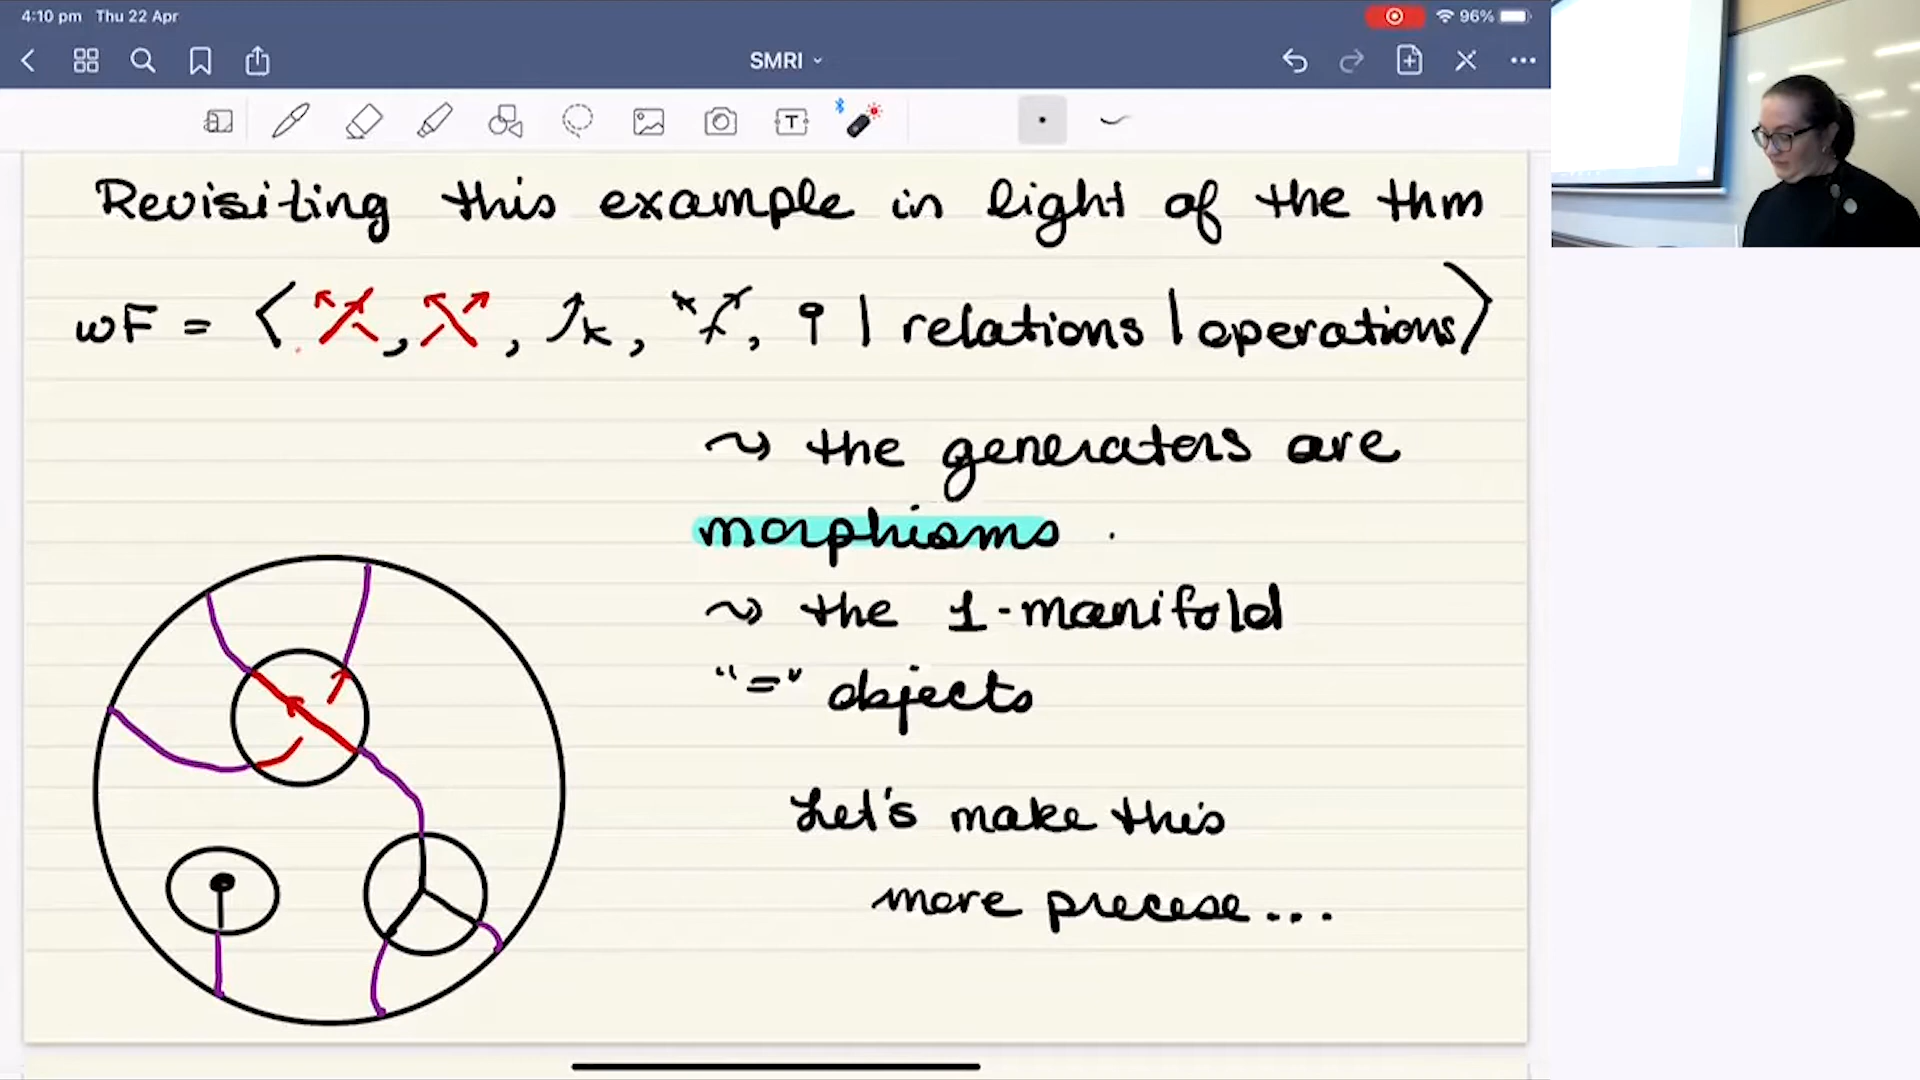 4:10 pm Thu 22 Apr
96%
SMRI
T
Revisiting this example in light of the thm
wF = ⟨ , , , , | relations | operations⟩
⤳ the generators are
morphisms .
⤳ the 1-manifold
"=" objects
Let's make this
more precese...